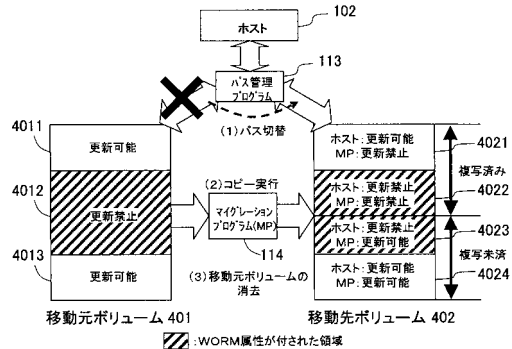 ホスト
102
113
パス管理
プログラム
(1)パス切替
4011
更新可能
4012
更新禁止
4013
更新可能
(2)コピー実行
マイグレーション
プログラム(MP)
114
(3)移動元ボリュームの
消去
ホスト:更新可能
MP:更新禁止
4021
ホスト:更新禁止
MP:更新禁止
4022
複写済み
ホスト:更新禁止
MP:更新可能
4023
ホスト:更新可能
MP:更新可能
4024
複写未済
移動元ボリューム 401
移動先ボリューム 402
:WORM属性が付された領域